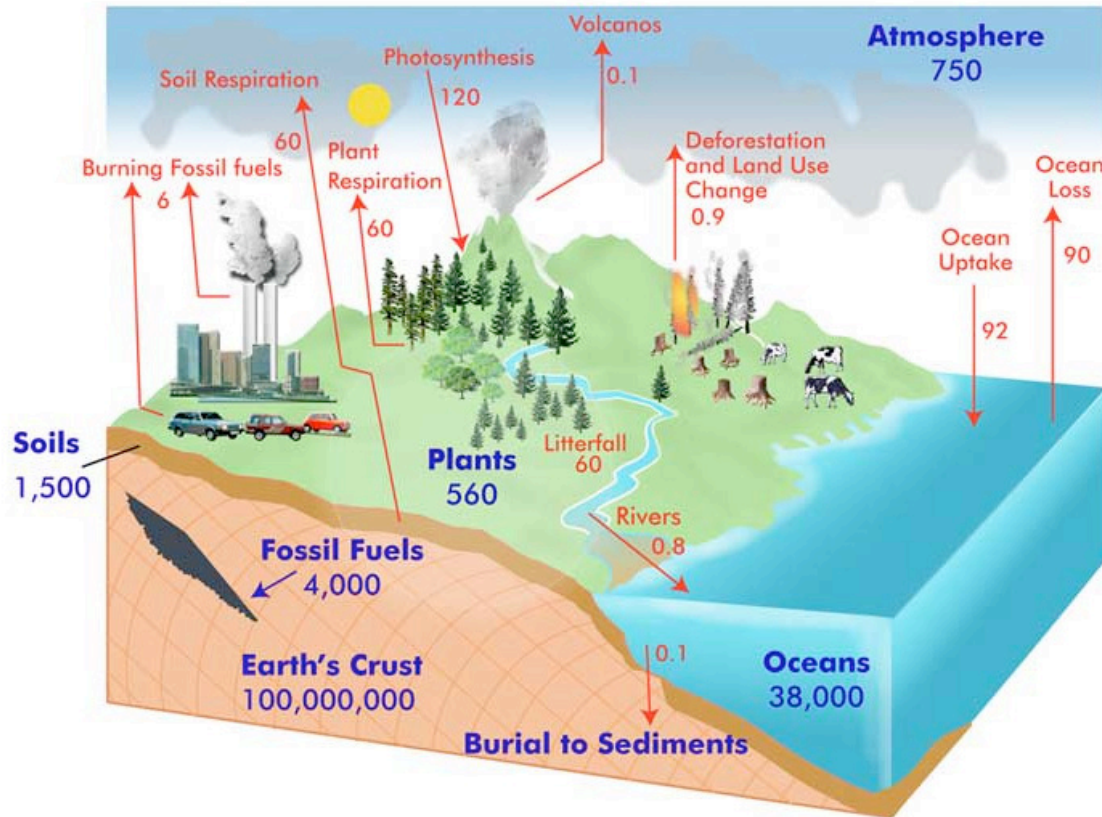 Volcanos
0.1
Atmosphere
750
Photosynthesis
120
Soil Respiration
60
Plant
Respiration
60
Burning Fossil fuels
6
Deforestation
and Land Use
Change
0.9
Ocean
Loss
90
Ocean
Uptake
92
Soils
1,500
Plants
560
Litterfall
60
Rivers
0.8
Fossil Fuels
4,000
Earth's Crust
100,000,000
0.1
Burial to Sediments
Oceans
38,000